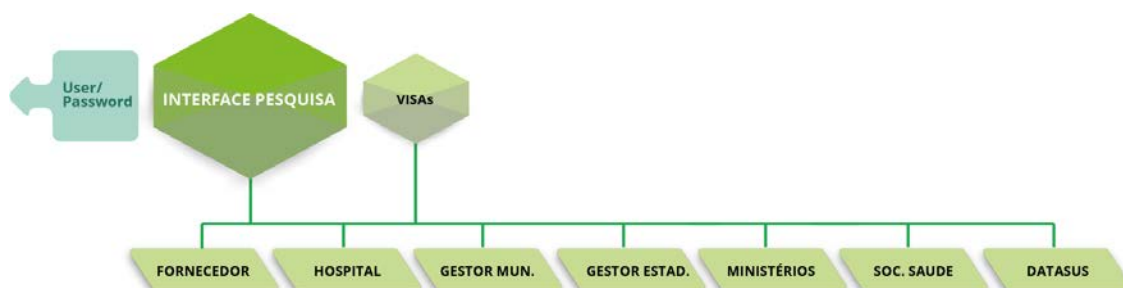 User/
Password
INTERFACE PESQUISA
VISAs
FORNECEDOR
HOSPITAL
GESTOR MUN.
GESTOR ESTAD.
MINISTÉRIOS
SOC. SAUDE
DATASUS